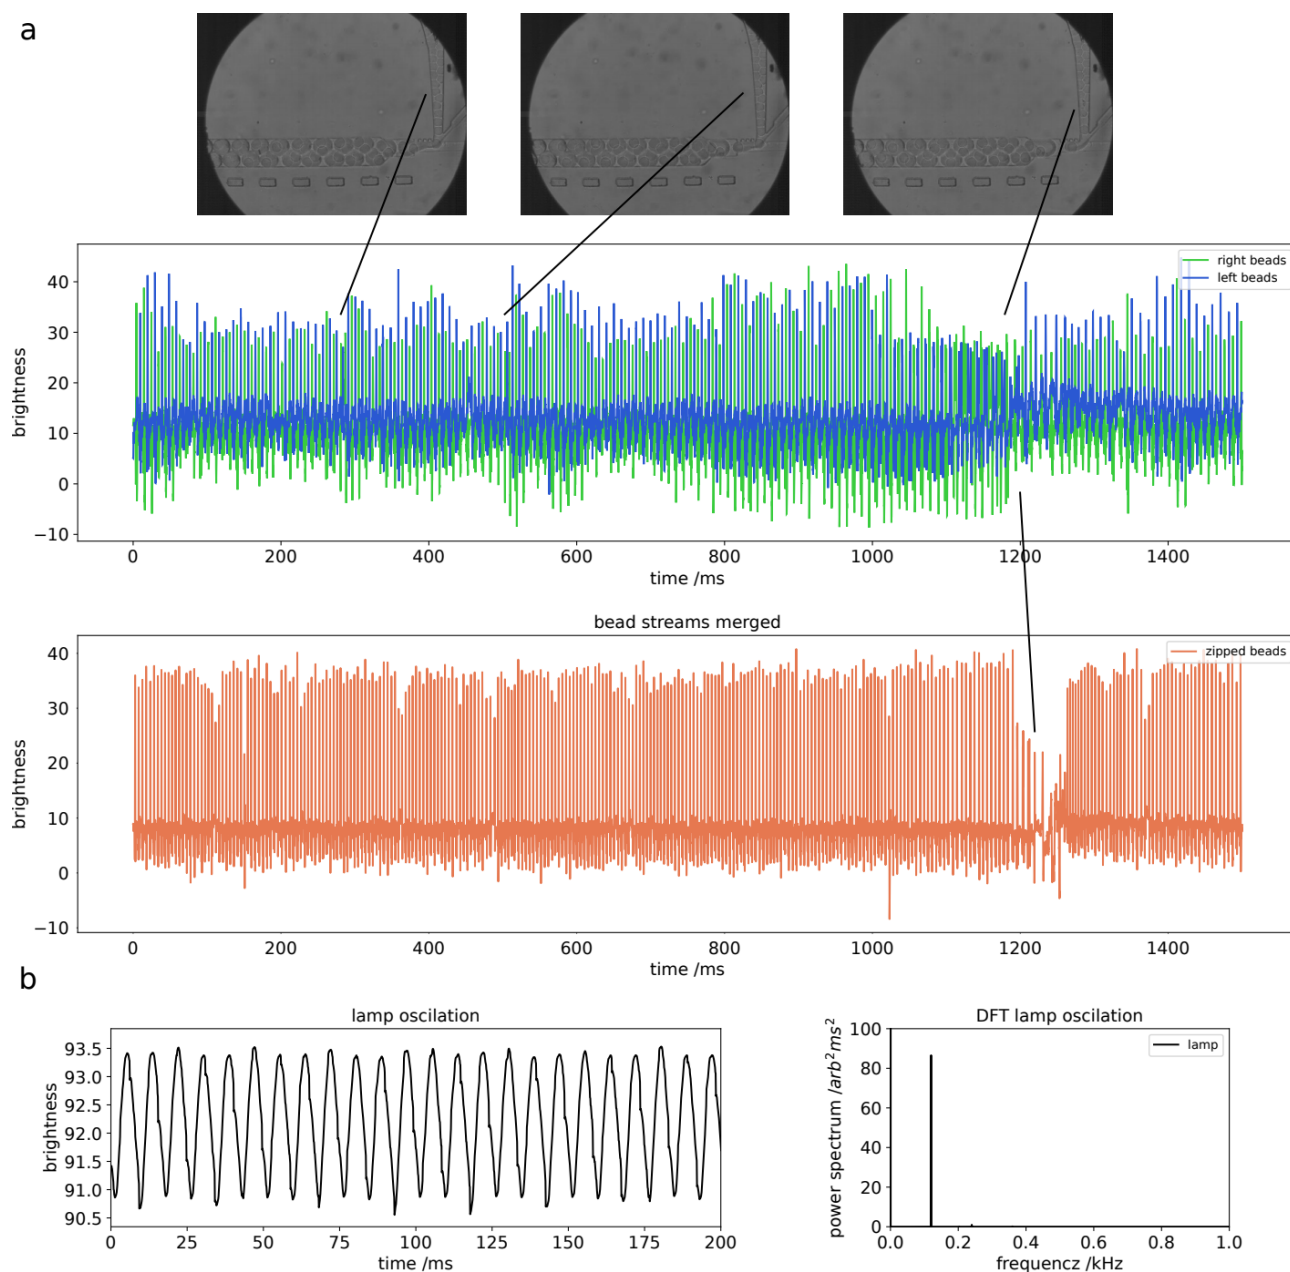 a
40
30
20
10
0
−10
brightness
right beads
left beads
0 200 400 600 800 1000 1200 1400
time /ms
bead streams merged
40
30
20
10
0
−10
brightness
zipped beads
0 200 400 600 800 1000 1200 1400
time /ms
b
lamp oscilation
93.5
93.0
92.5
92.0
91.5
91.0
90.5
brightness
0 25 50 75 100 125 150 175 200
time /ms
DFT lamp oscilation
100
80
60
40
20
0
power spectrum /arb²ms²
lamp
0.0 0.2 0.4 0.6 0.8 1.0
frequencz /kHz